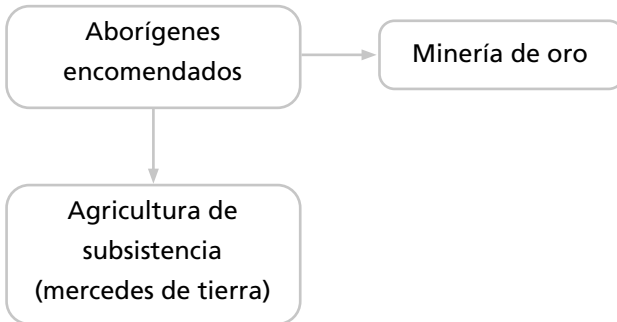 Aborígenes
encomendados
Minería de oro
Agricultura de
subsistencia
(mercedes de tierra)